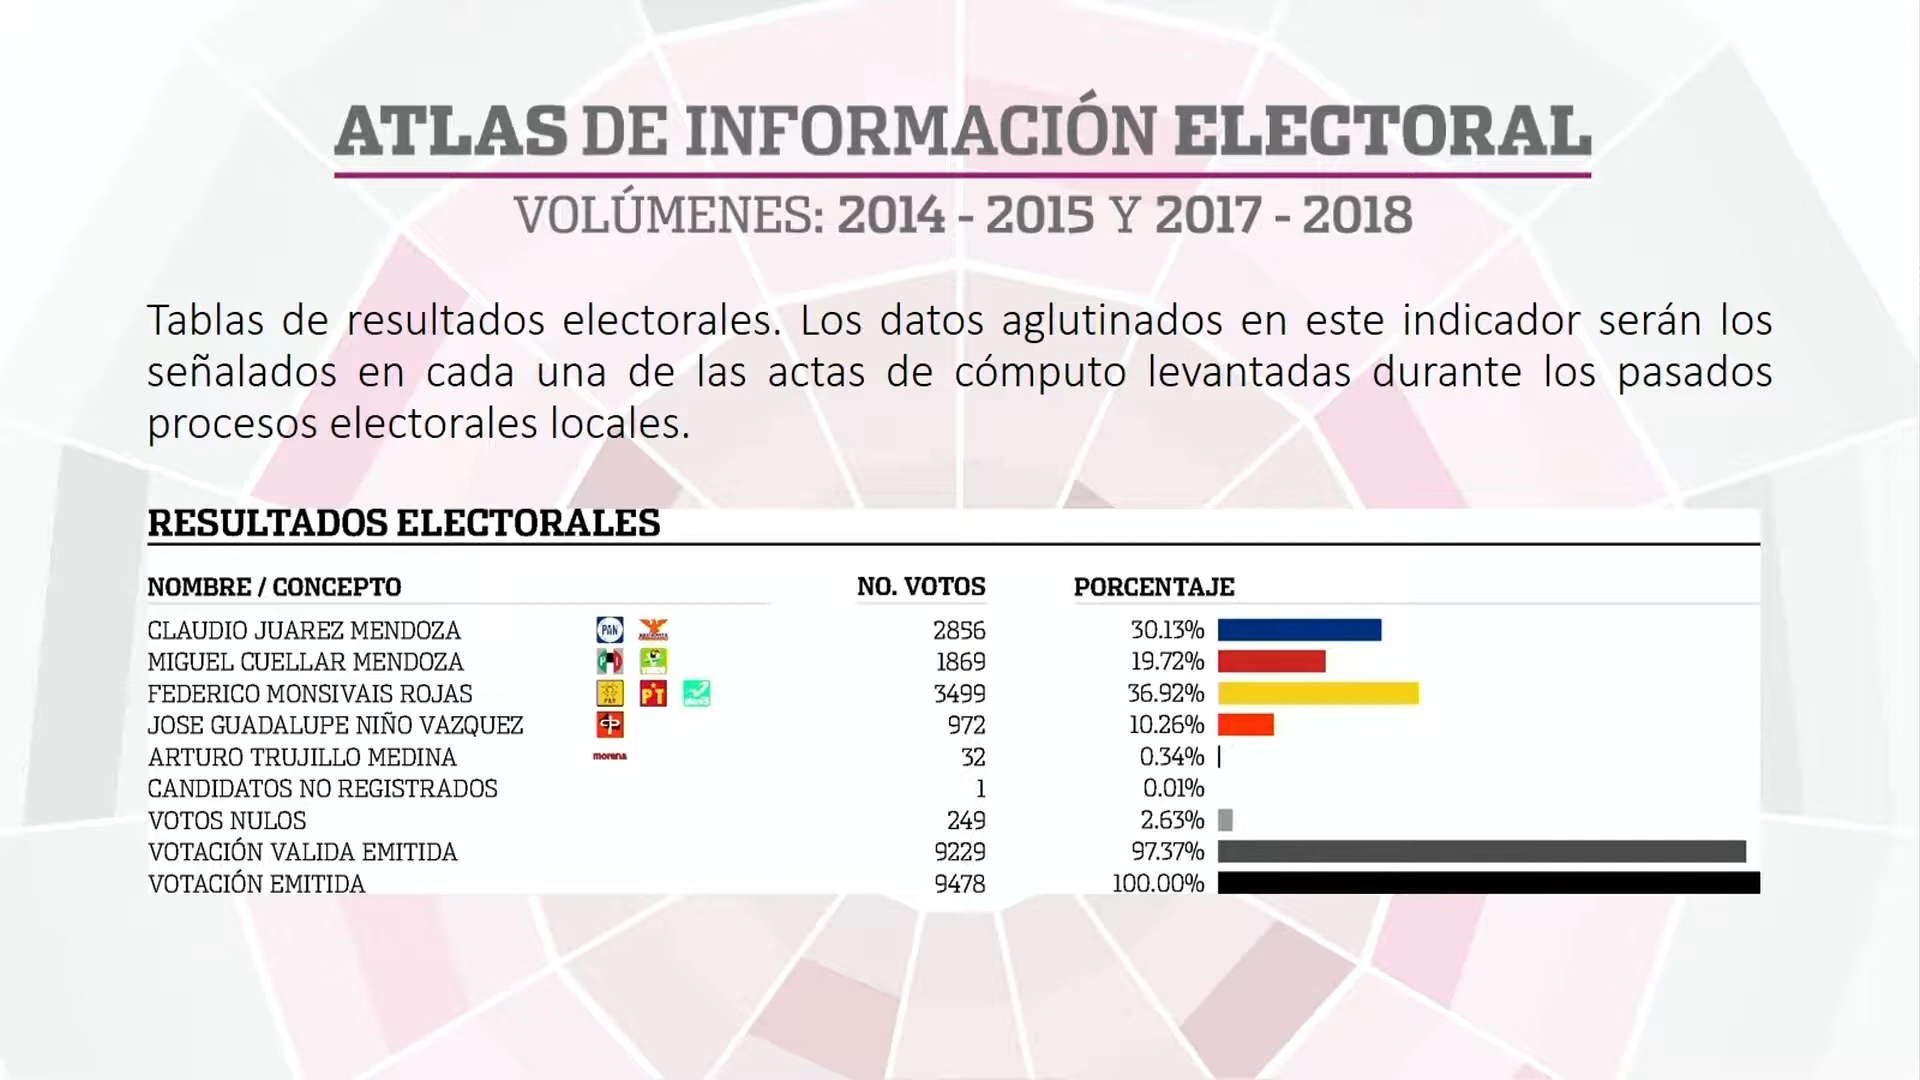 ATLAS DE INFORMACIÓN ELECTORAL
VOLÚMENES: 2014 - 2015 Y 2017 - 2018
Tablas de resultados electorales. Los datos aglutinados en este indicador serán los
señalados en cada una de las actas de cómputo levantadas durante los pasados
procesos electorales locales.
RESULTADOS ELECTORALES
NOMBRE / CONCEPTO NO. VOTOS PORCENTAJE
CLAUDIO JUAREZ MENDOZA PAN 2856 30.13%
MIGUEL CUELLAR MENDOZA PRI 1869 19.72%
FEDERICO MONSIVAIS ROJAS PRD PT 3499 36.92%
JOSE GUADALUPE NIÑO VAZQUEZ 972 10.26%
ARTURO TRUJILLO MEDINA morena 32 0.34%
CANDIDATOS NO REGISTRADOS 1 0.01%
VOTOS NULOS 249 2.63%
VOTACIÓN VALIDA EMITIDA 9229 97.37%
VOTACIÓN EMITIDA 9478 100.00%